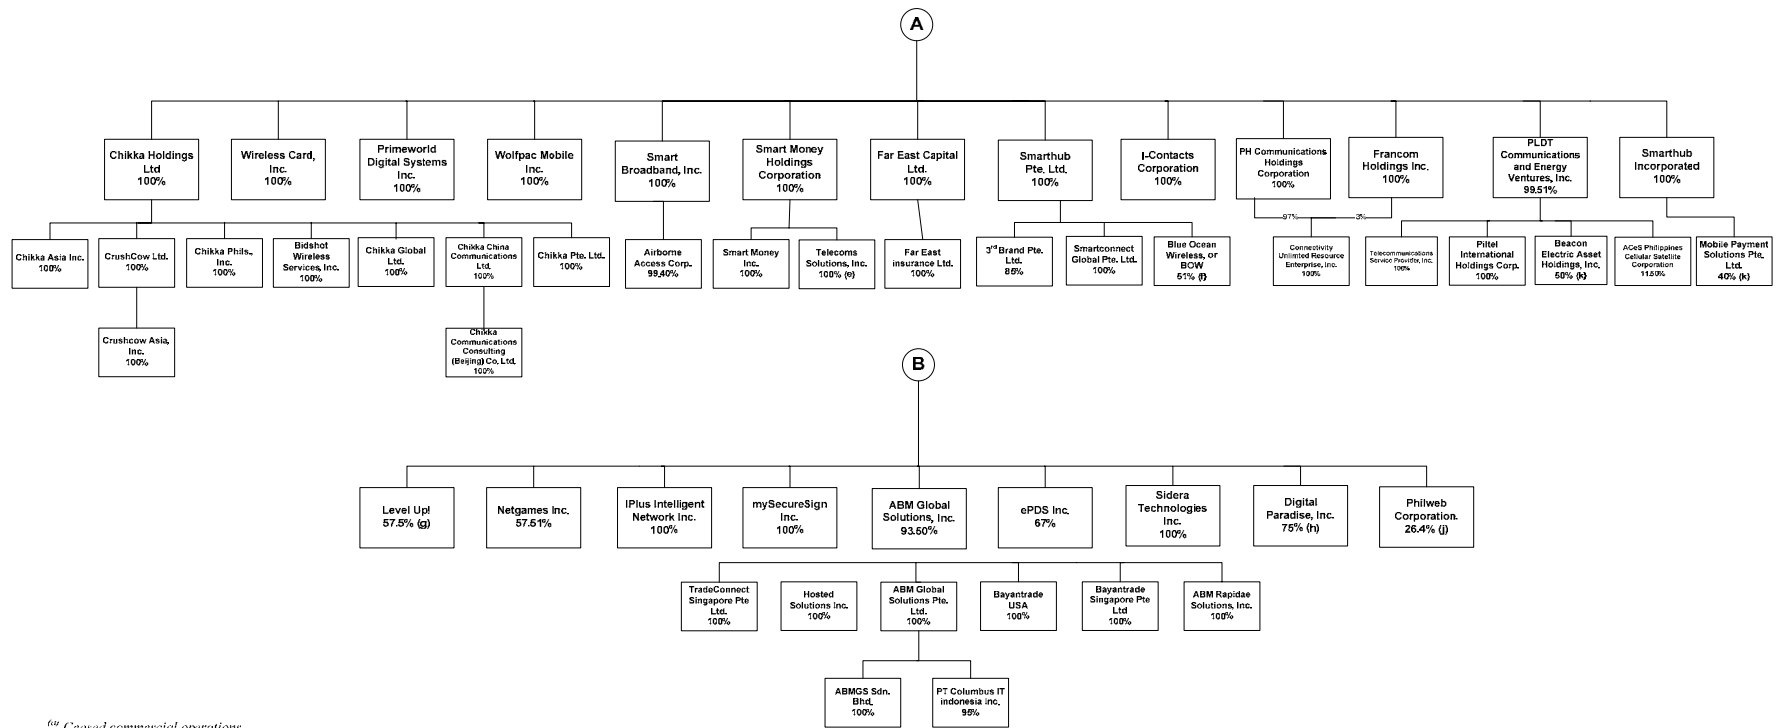 A
Chikka Holdings
Ltd
100%
Wireless Card,
Inc.
100%
Primeworld
Digital Systems
Inc.
100%
Wolfpac Mobile
Inc.
100%
Smart
Broadband, Inc.
100%
Smart Money
Holdings
Corporation
100%
Far East Capital
Ltd.
100%
Smarthub
Pte. Ltd.
100%
I-Contacts
Corporation
100%
PH Communications
Holdings
Corporation
100%
Francom
Holdings Inc.
100%
PLDT
Communications
and Energy
Ventures, Inc.
99.51%
Smarthub
Incorporated
100%
97%
3%
Chikka Asia Inc.
100%
CrushCow Ltd.
100%
Chikka Phils.,
Inc.
100%
Bidshot
Wireless
Services, Inc.
100%
Chikka Global
Ltd.
100%
Chikka China
Communications
Ltd.
100%
Chikka Pte. Ltd.
100%
Airborne
Access Corp.
99.40%
Smart Money
Inc.
100%
Telecoms
Solutions, Inc.
100% (e)
Far East
insurance Ltd.
100%
3rd Brand Pte.
Ltd.
85%
Smartconnect
Global Pte. Ltd.
100%
Blue Ocean
Wireless, or
BOW
51% (f)
Connectivity
Unlimited Resource
Enterprise, Inc.
100%
Telecommunications
Service Provider, Inc.
100%
Piltel
International
Holdings Corp.
100%
Beacon
Electric Asset
Holdings, Inc.
50% (k)
ACeS Philippines
Cellular Satellite
Corporation
11.50%
Mobile Payment
Solutions Pte.
Ltd.
40% (k)
Crushcow Asia,
Inc.
100%
Chikka
Communications
Consulting
(Beijing) Co. Ltd.
100%
B
Level Up!
57.5% (g)
Netgames Inc.
57.51%
IPlus Intelligent
Network Inc.
100%
mySecureSign
Inc.
100%
ABM Global
Solutions, Inc.
93.50%
ePDS Inc.
67%
Sidera
Technologies
Inc.
100%
Digital
Paradise, Inc.
75% (h)
Philweb
Corporation.
26.4% (j)
TradeConnect
Singapore Pte
Ltd.
100%
Hosted
Solutions Inc.
100%
ABM Global
Solutions Pte.
Ltd.
100%
Bayantrade
USA
100%
Bayantrade
Singapore Pte
Ltd
100%
ABM Rapidae
Solutions, Inc.
100%
ABMGS Sdn.
Bhd.
100%
PT Columbus IT
indonesia Inc.
95%
(a) Ceased commercial operations